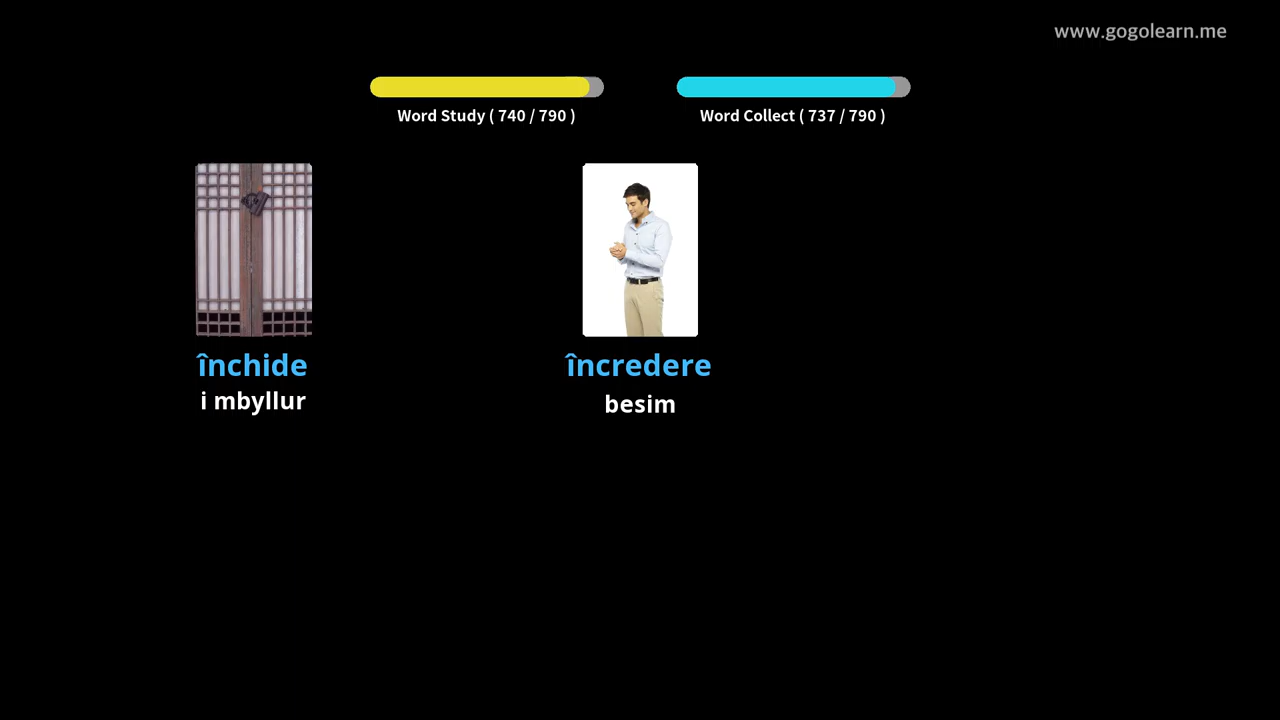 www.gogolearn.me
Word Study ( 740 / 790 )
Word Collect ( 737 / 790 )
închide
i mbyllur
încredere
besim